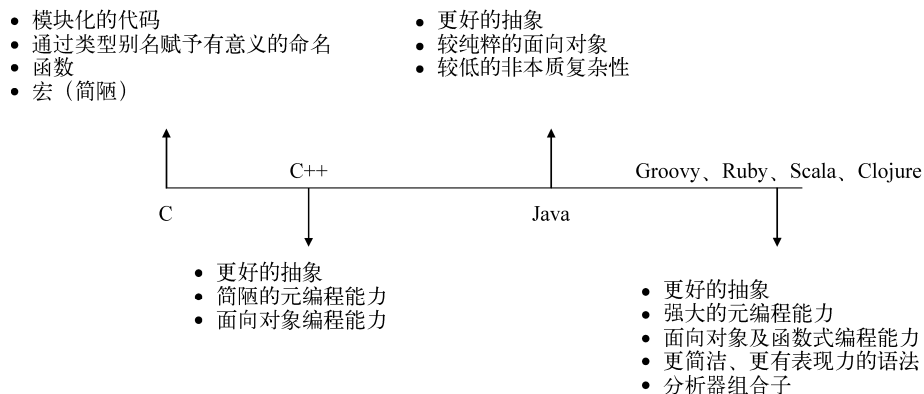 • 模块化的代码
• 通过类型别名赋予有意义的命名
• 函数
• 宏（简陋）
• 更好的抽象
• 较纯粹的面向对象
• 较低的非本质复杂性
C++
Groovy、Ruby、Scala、Clojure
C
Java
• 更好的抽象
• 简陋的元编程能力
• 面向对象编程能力
• 更好的抽象
• 强大的元编程能力
• 面向对象及函数式编程能力
• 更简洁、更有表现力的语法
• 分析器组合子